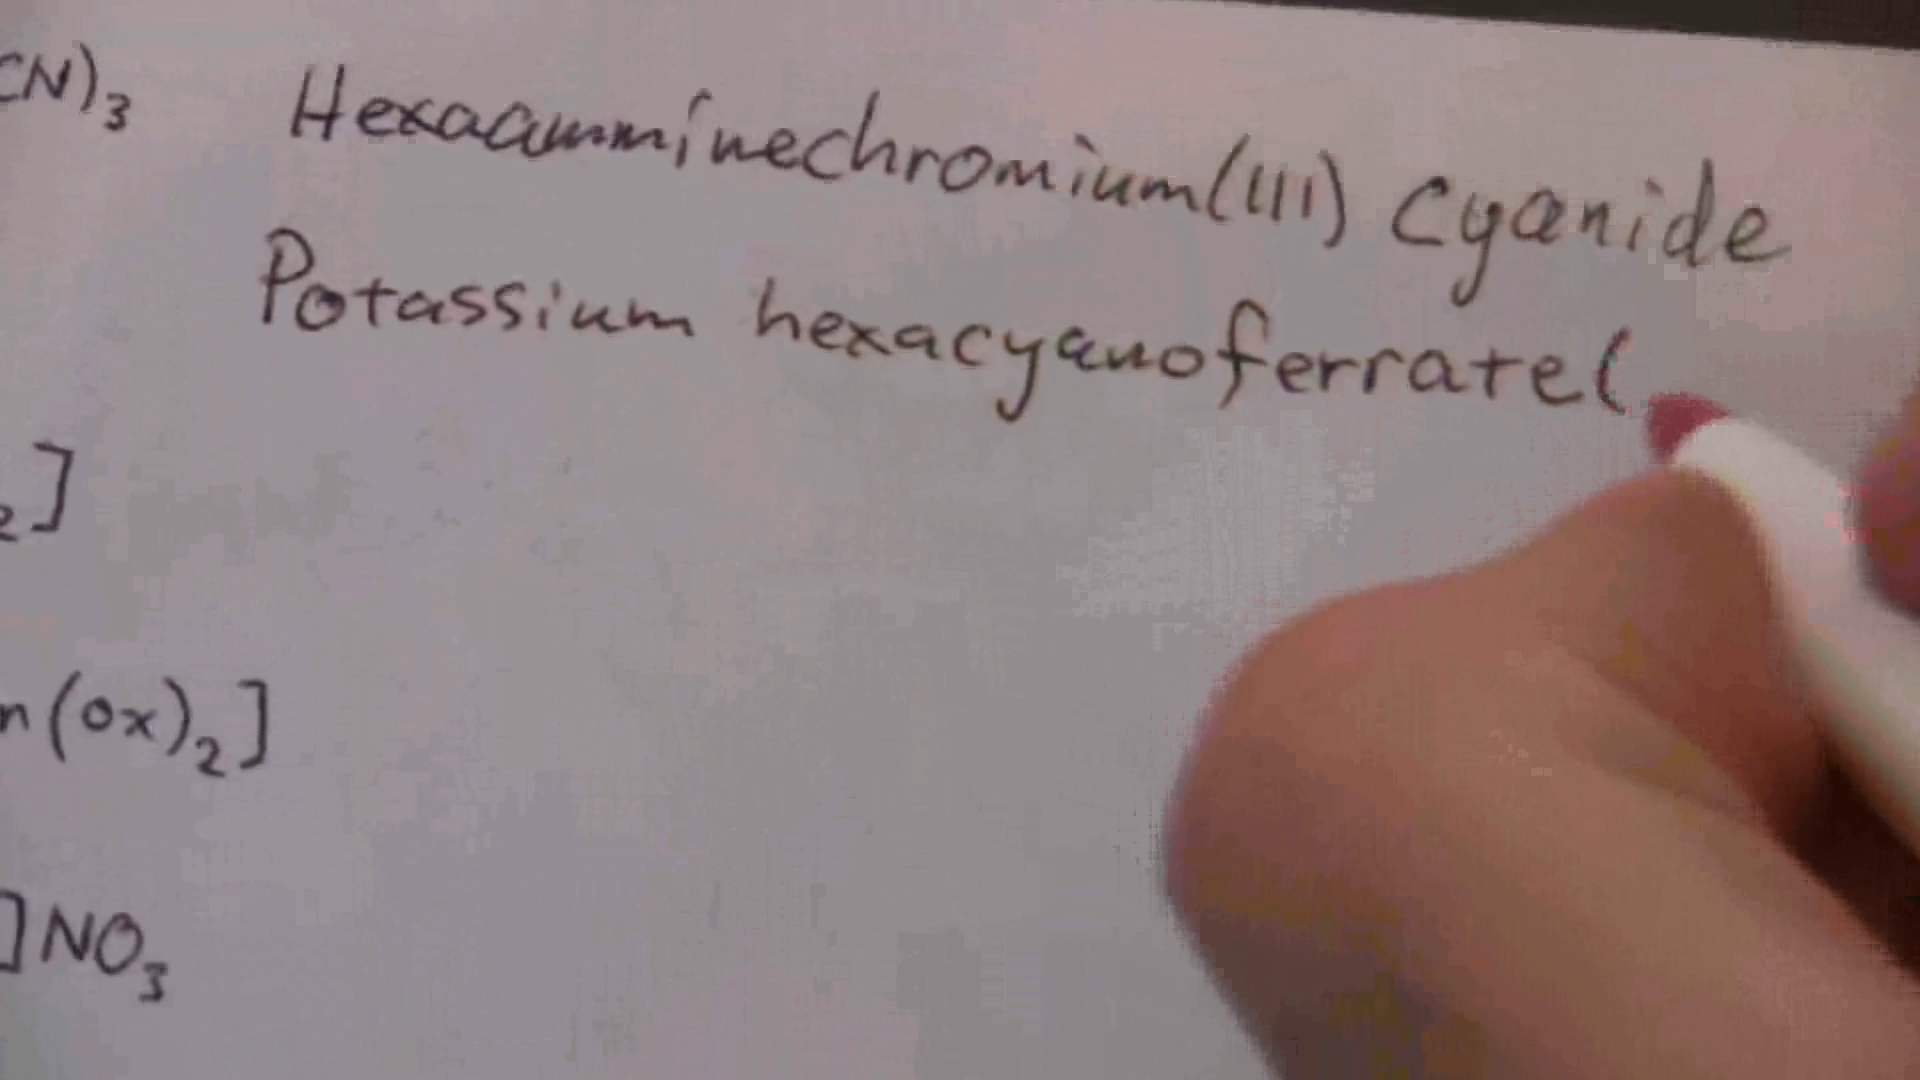 CN)₃ Hexaamminechromium(III) Cyanide
Potassium hexacyanoferrate(
₂]
n(ox)₂]
]NO₃